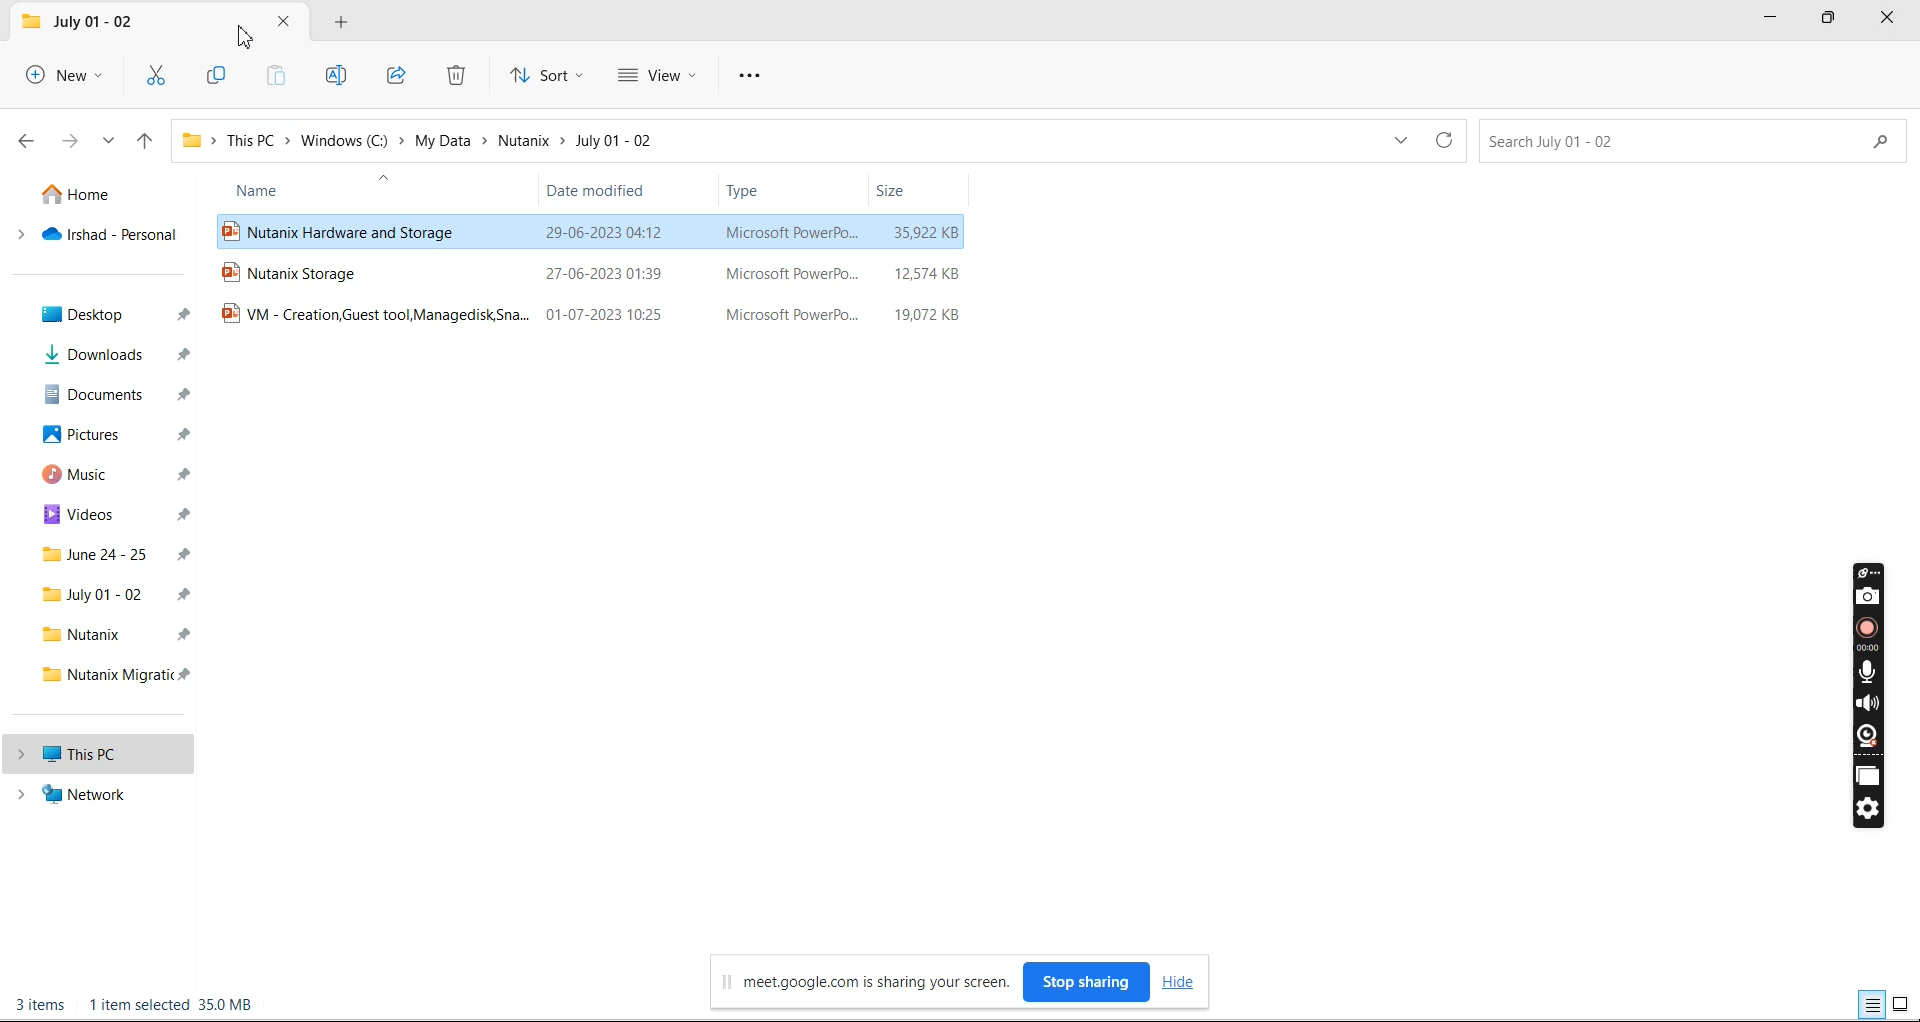 July 01 - 02
New
Sort
View
This PC > Windows (C:) > My Data > Nutanix > July 01 - 02
Search July 01 - 02
Home
Irshad - Personal
Desktop
Downloads
Documents
Pictures
Music
Videos
June 24 - 25
July 01 - 02
Nutanix
Nutanix Migratic
This PC
Network
Name Date modified Type Size
Nutanix Hardware and Storage 29-06-2023 04:12 Microsoft PowerPo... 35,922 KB
Nutanix Storage 27-06-2023 01:39 Microsoft PowerPo... 12,574 KB
VM - Creation,Guest tool,Managedisk,Sna... 01-07-2023 10:25 Microsoft PowerPo... 19,072 KB
00:00
meet.google.com is sharing your screen. Stop sharing Hide
3 items 1 item selected 35.0 MB